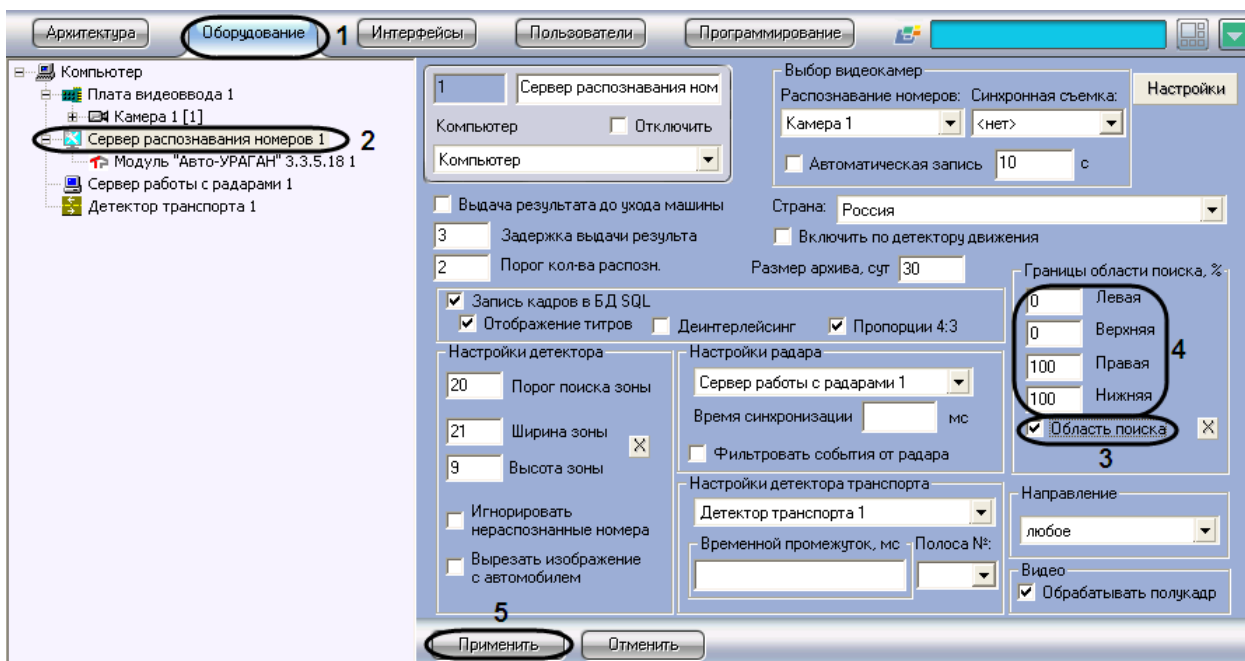 Архитектура
Оборудование
1
Интерфейсы
Пользователи
Программирование
Компьютер
Плата видеоввода 1
Камера 1 [1]
Сервер распознавания номеров 1
2
Модуль "Авто-УРАГАН" 3.3.5.18 1
Сервер работы с радарами 1
Детектор транспорта 1
1
Сервер распознавания ном
Компьютер
Отключить
Компьютер
Выбор видеокамер
Распознавание номеров:
Синхронная съемка:
Камера 1
<нет>
Автоматическая запись
10
с
Настройки
Выдача результата до ухода машины
Страна:
Россия
3
Задержка выдачи результа
Включить по детектору движения
2
Порог кол-ва распозн.
Размер архива, сут
30
Запись кадров в БД SQL
Отображение титров
Деинтерлейсинг
Пропорции 4:3
Границы области поиска, %
0
Левая
0
Верхняя
100
Правая
100
Нижняя
4
Область поиска
X
3
Настройки детектора
20
Порог поиска зоны
21
Ширина зоны
X
9
Высота зоны
Игнорировать
нераспознанные номера
Вырезать изображение
с автомобилем
Настройки радара
Сервер работы с радарами 1
Время синхронизации
мс
Фильтровать события от радара
Настройки детектора транспорта
Детектор транспорта 1
Временной промежуток, мс
Полоса №:
Направление
любое
Видео
Обрабатывать полукадр
5
Применить
Отменить